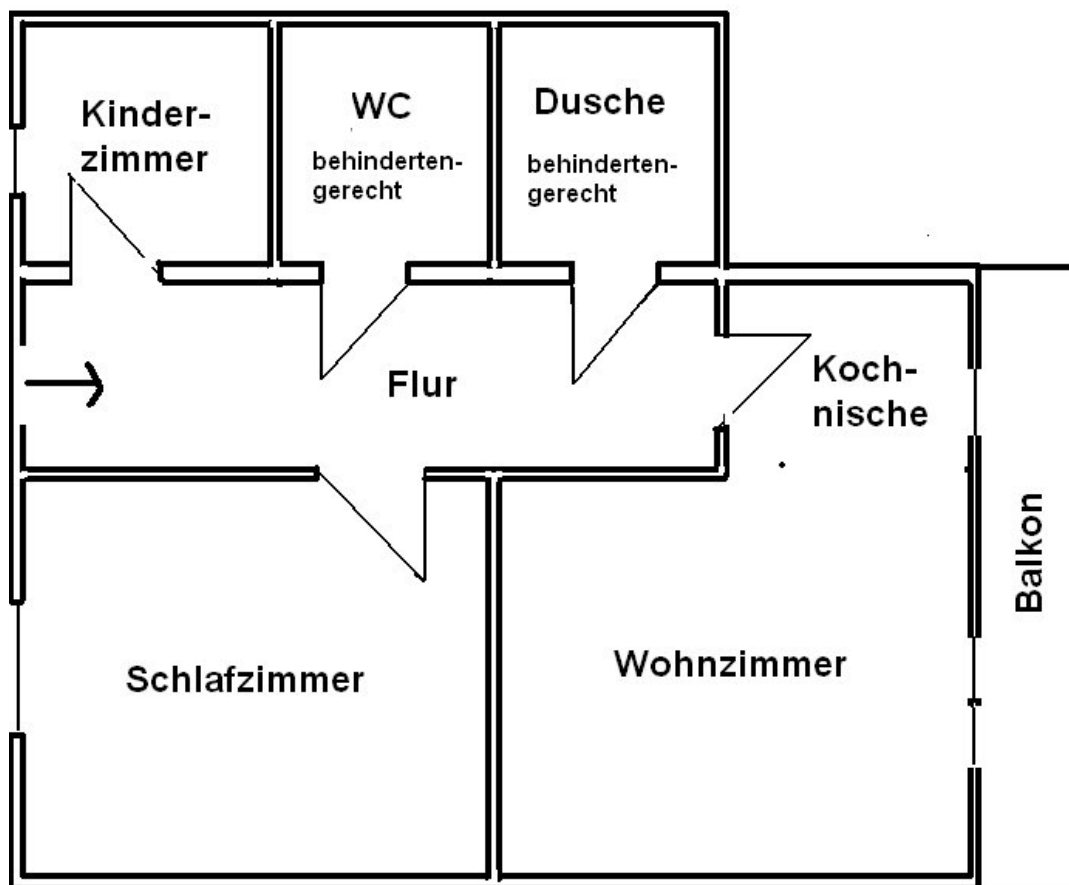 Kinder-
zimmer
WC
behinderten-
gerecht
Dusche
behinderten-
gerecht
Flur
Koch-
nische
Balkon
Schlafzimmer
Wohnzimmer